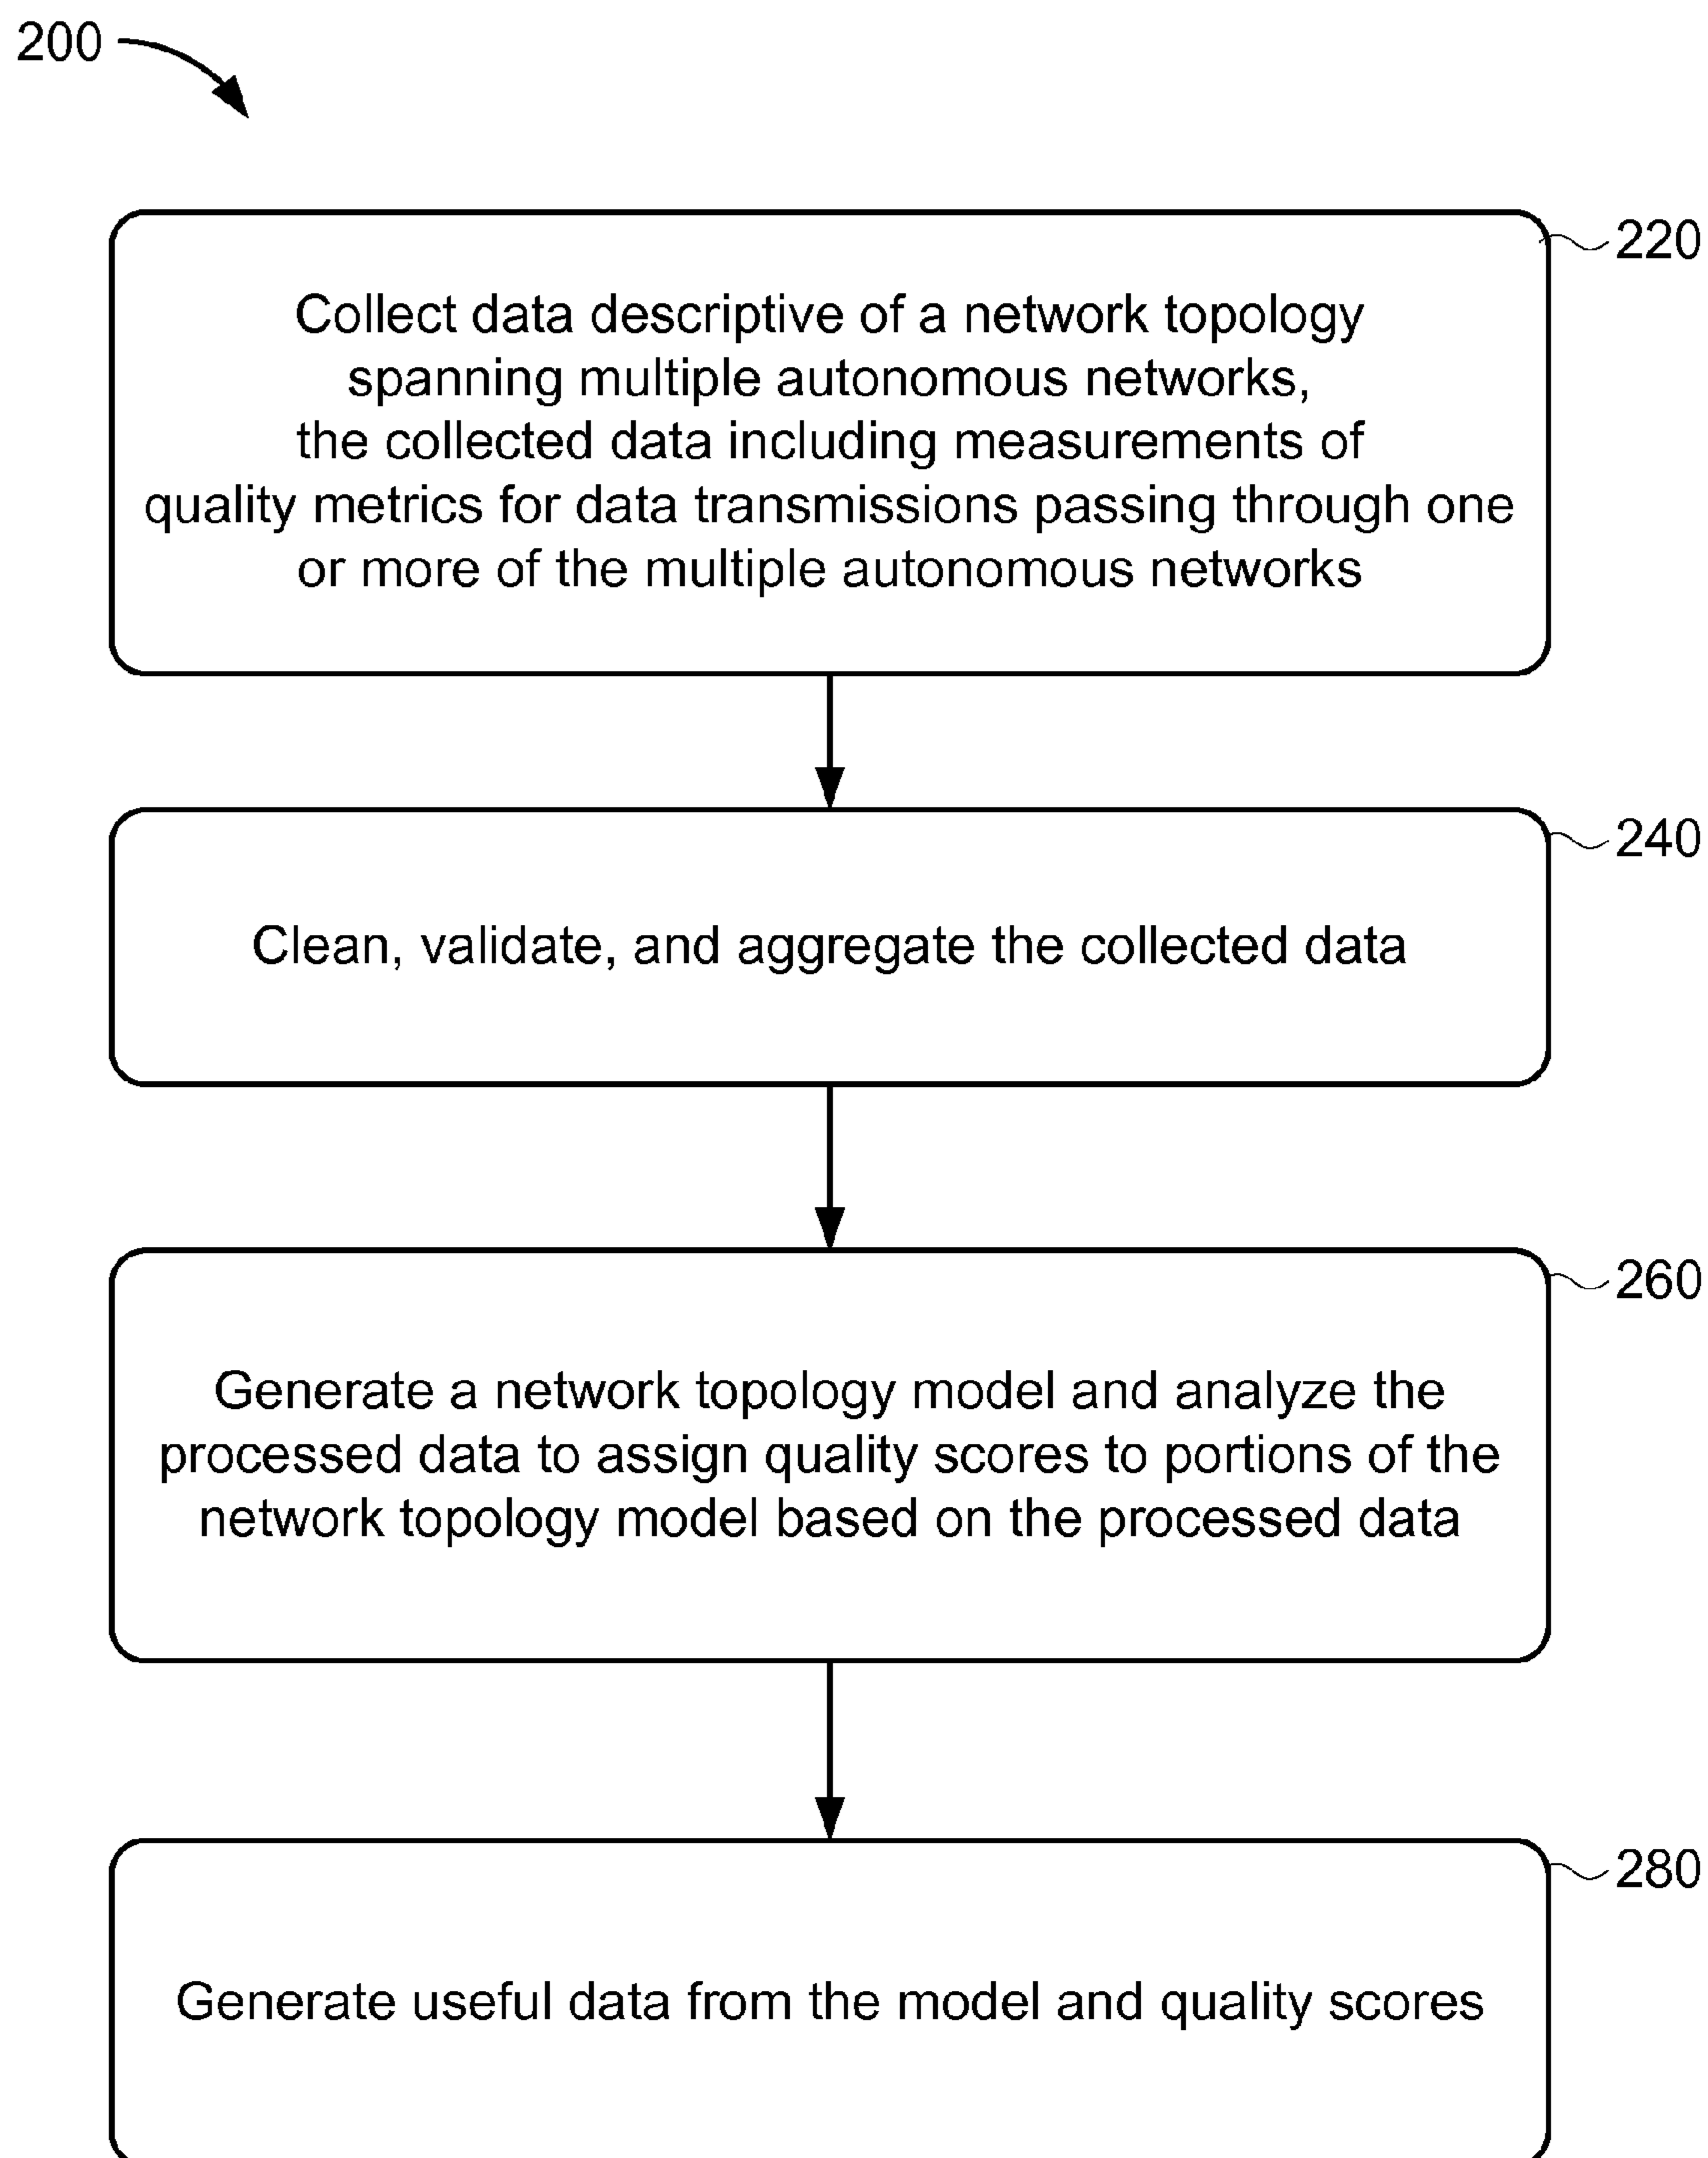 200
220
Collect data descriptive of a network topology
spanning multiple autonomous networks,
the collected data including measurements of
quality metrics for data transmissions passing through one
or more of the multiple autonomous networks
240
Clean, validate, and aggregate the collected data
260
Generate a network topology model and analyze the
processed data to assign quality scores to portions of the
network topology model based on the processed data
280
Generate useful data from the model and quality scores